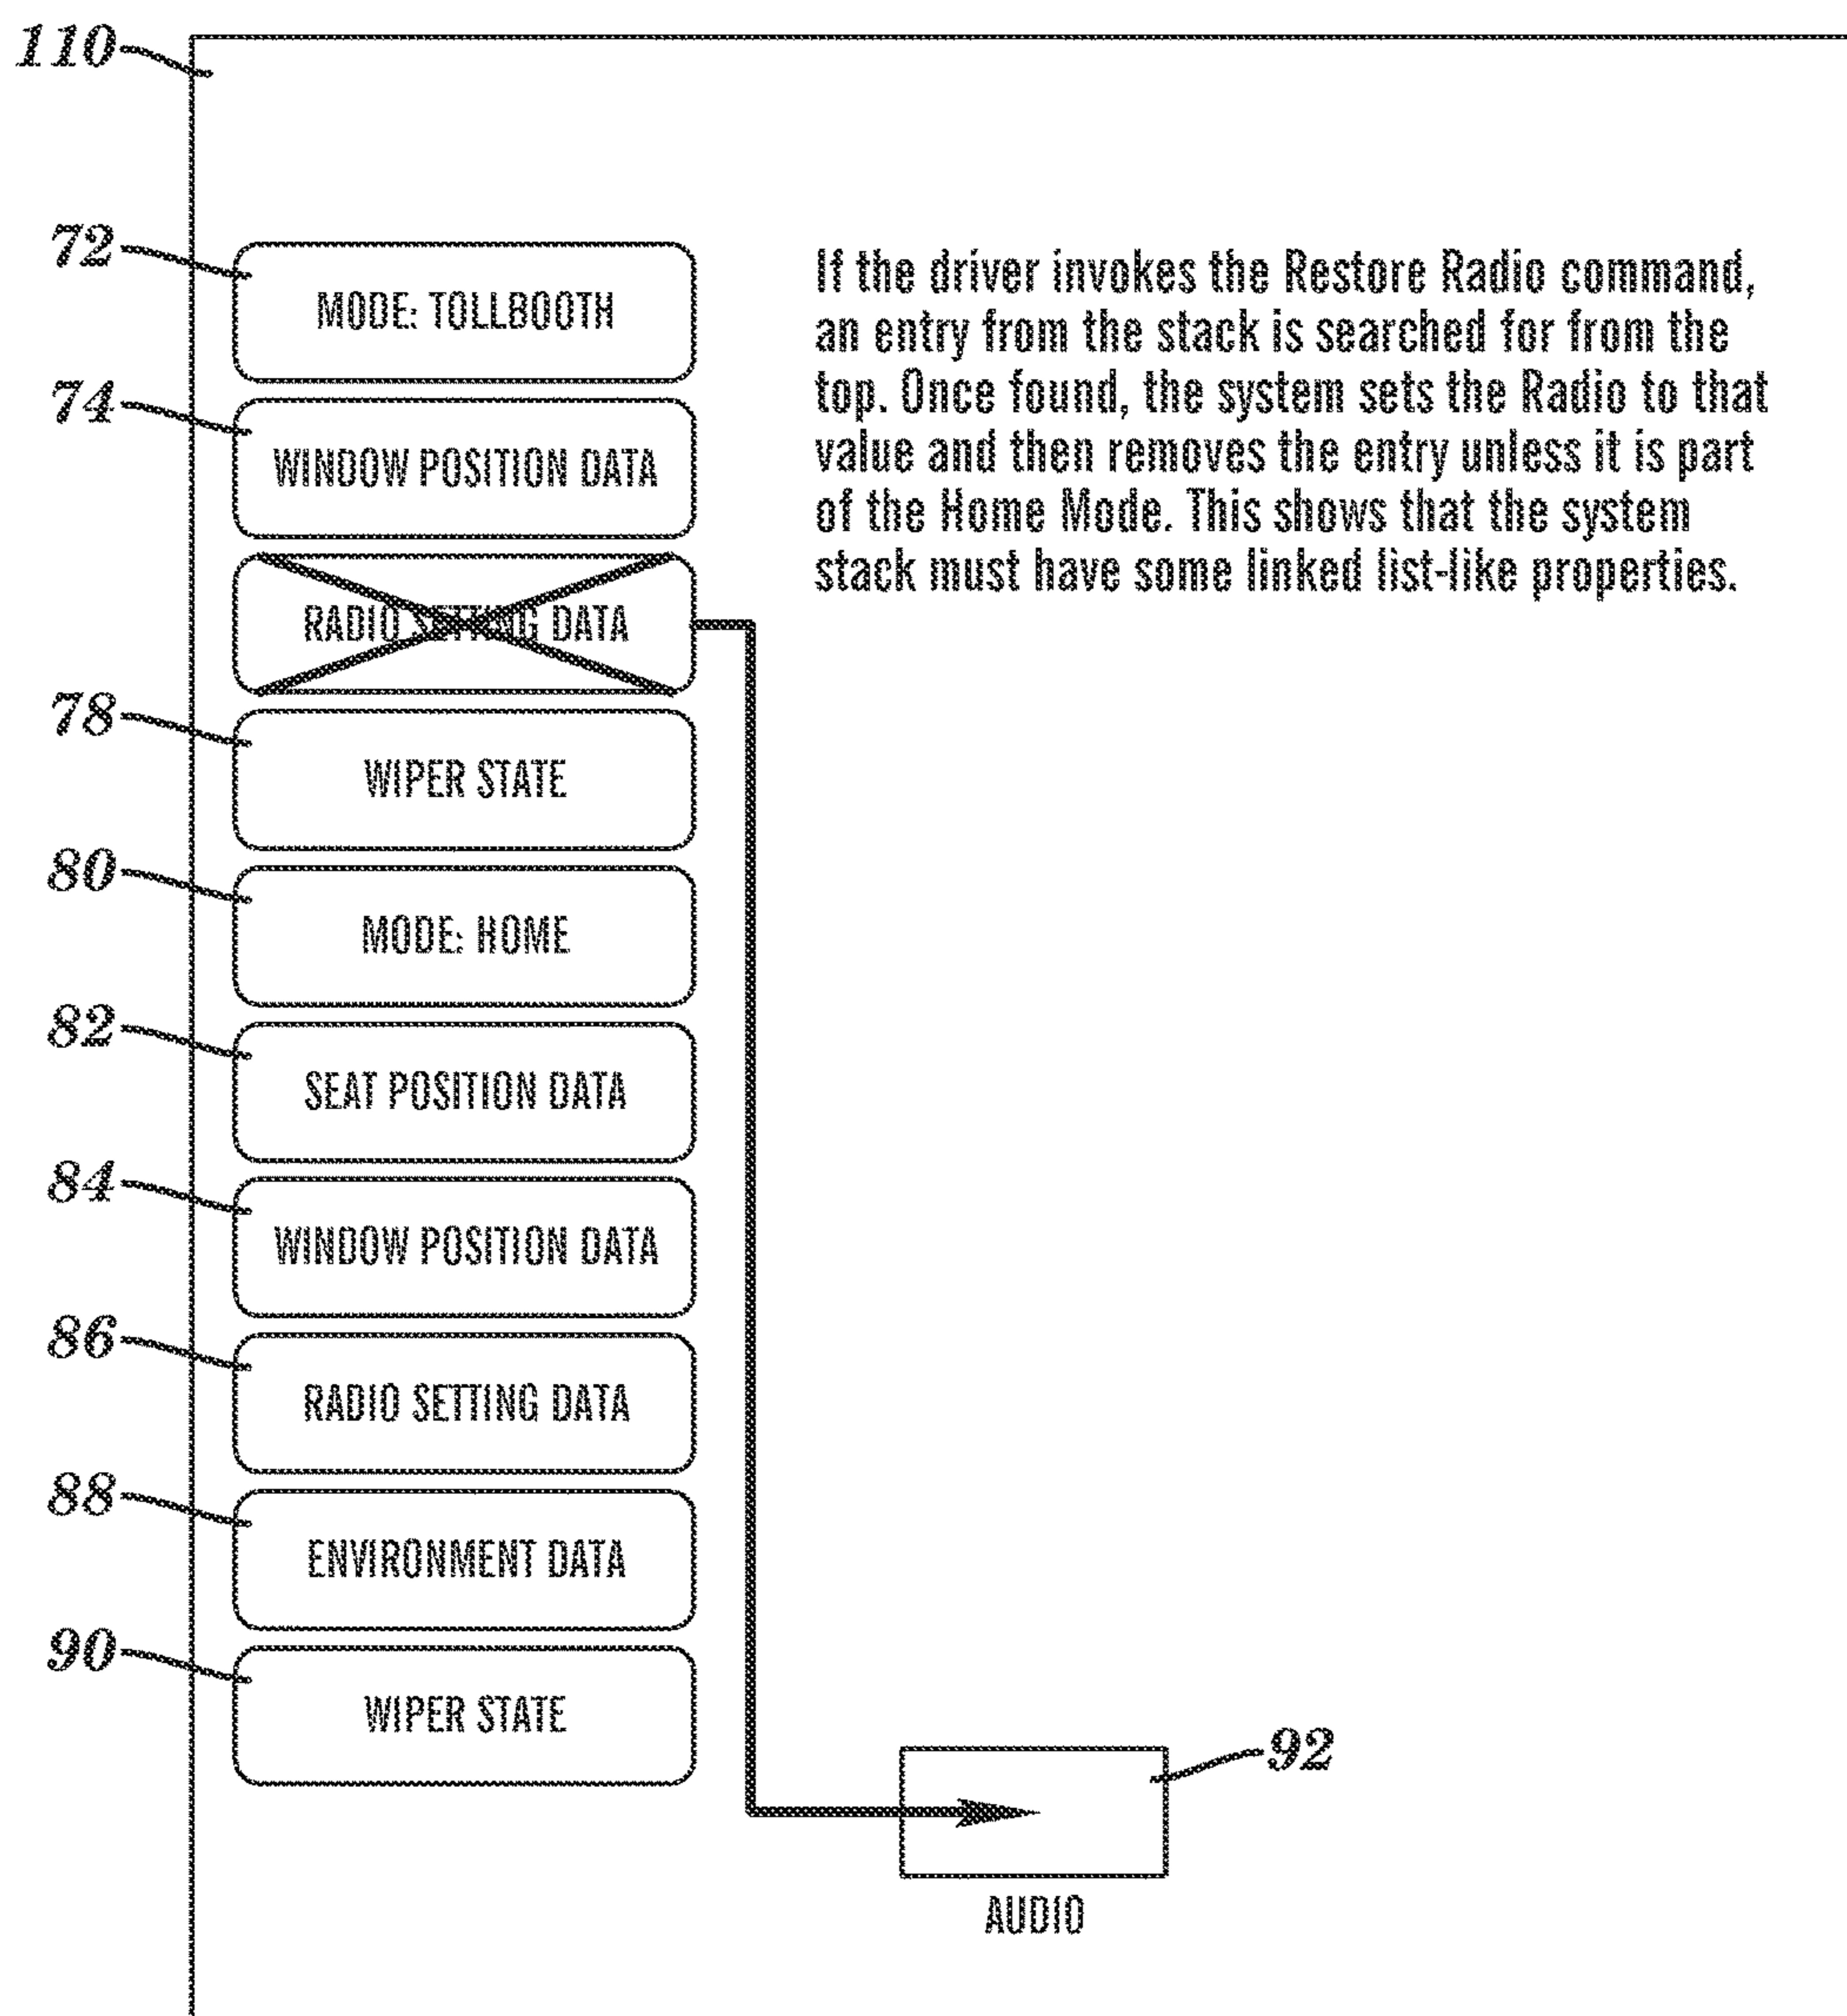 110
72
MODE: TOLLBOOTH
If the driver invokes the Restore Radio command,
an entry from the stack is searched for from the
top. Once found, the system sets the Radio to that
value and then removes the entry unless it is part
of the Home Mode. This shows that the system
stack must have some linked list-like properties.
74
WINDOW POSITION DATA
RADIO SETTING DATA
78
WIPER STATE
80
MODE: HOME
82
SEAT POSITION DATA
84
WINDOW POSITION DATA
86
RADIO SETTING DATA
88
ENVIRONMENT DATA
90
WIPER STATE
92
AUDIO